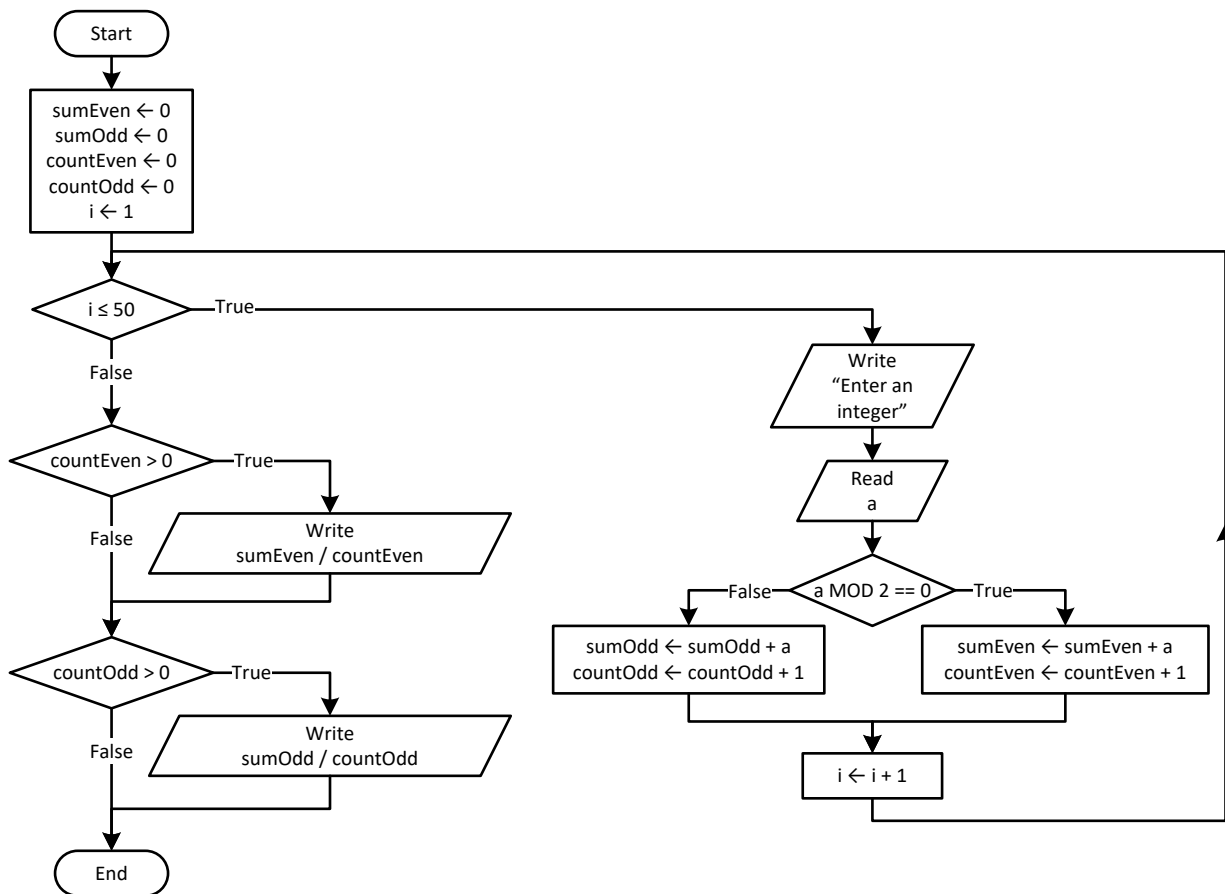 Start
sumEven ← 0
sumOdd ← 0
countEven ← 0
countOdd ← 0
i ← 1
i ≤ 50
True
False
Write
“Enter an
integer”
Read
a
a MOD 2 == 0
False
True
sumOdd ← sumOdd + a
countOdd ← countOdd + 1
sumEven ← sumEven + a
countEven ← countEven + 1
i ← i + 1
countEven > 0
True
False
Write
sumEven / countEven
countOdd > 0
True
False
Write
sumOdd / countOdd
End